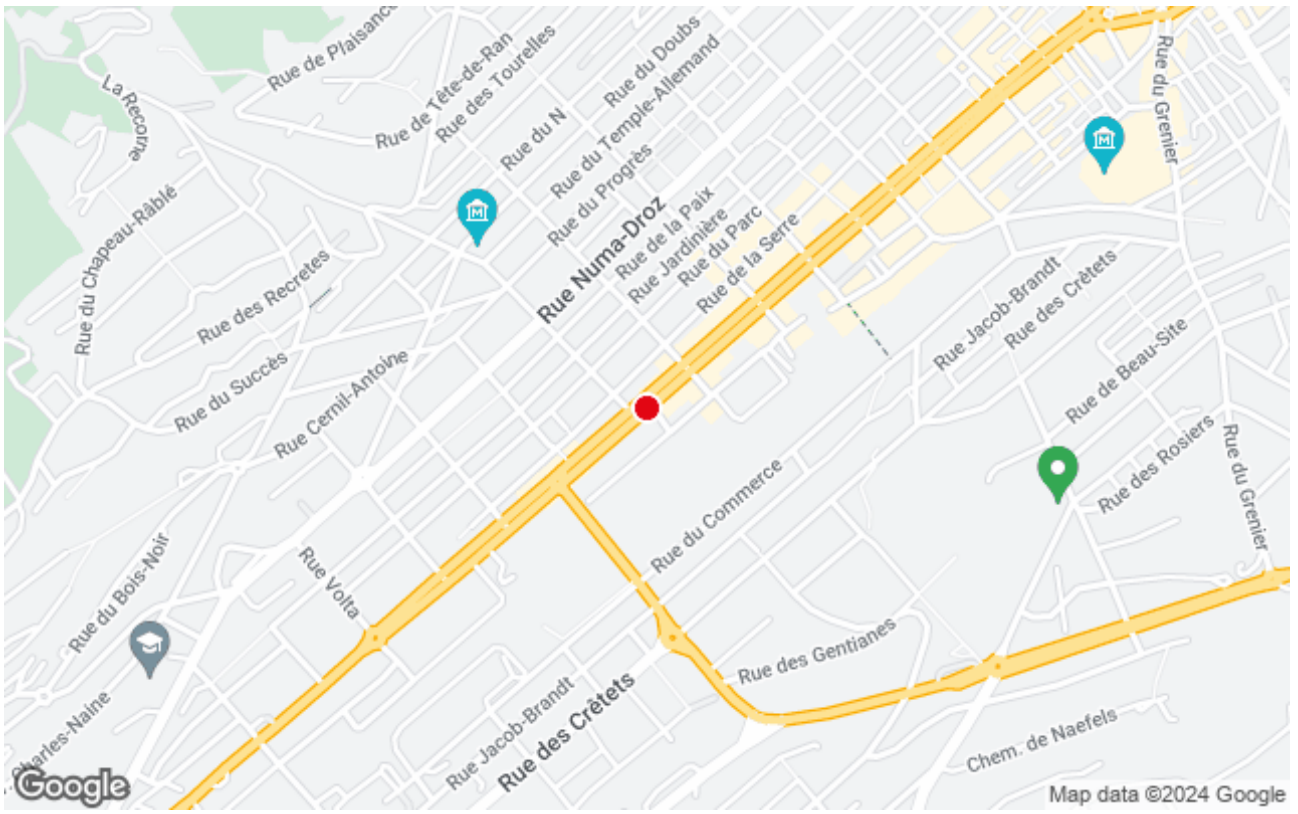 Rue de Plaisance
Rue de Tête-de-Ran
Rue des Tourelles
Rue du Doubs
Rue du Temple-Allemand
Rue du N
Rue du Progrès
La Recorne
Rue du Grenier
Rue du Chapeau-Râblé
Rue des Recretes
Rue Numa-Droz
Rue de la Paix
Rue Jardinière
Rue du Parc
Rue de la Serre
Rue Jacob-Brandt
Rue des Crêtets
Rue de Beau-Site
Rue du Succès
Rue Cernil-Antoine
Rue des Rosiers
Rue du Grenier
Rue du Commerce
Rue du Bois-Noir
Rue Volta
Rue des Gentianes
Rue Jacob-Brandt
Rue des Crêtets
Charles-Naine
Chem. de Naefels
Google
Map data ©2024 Google